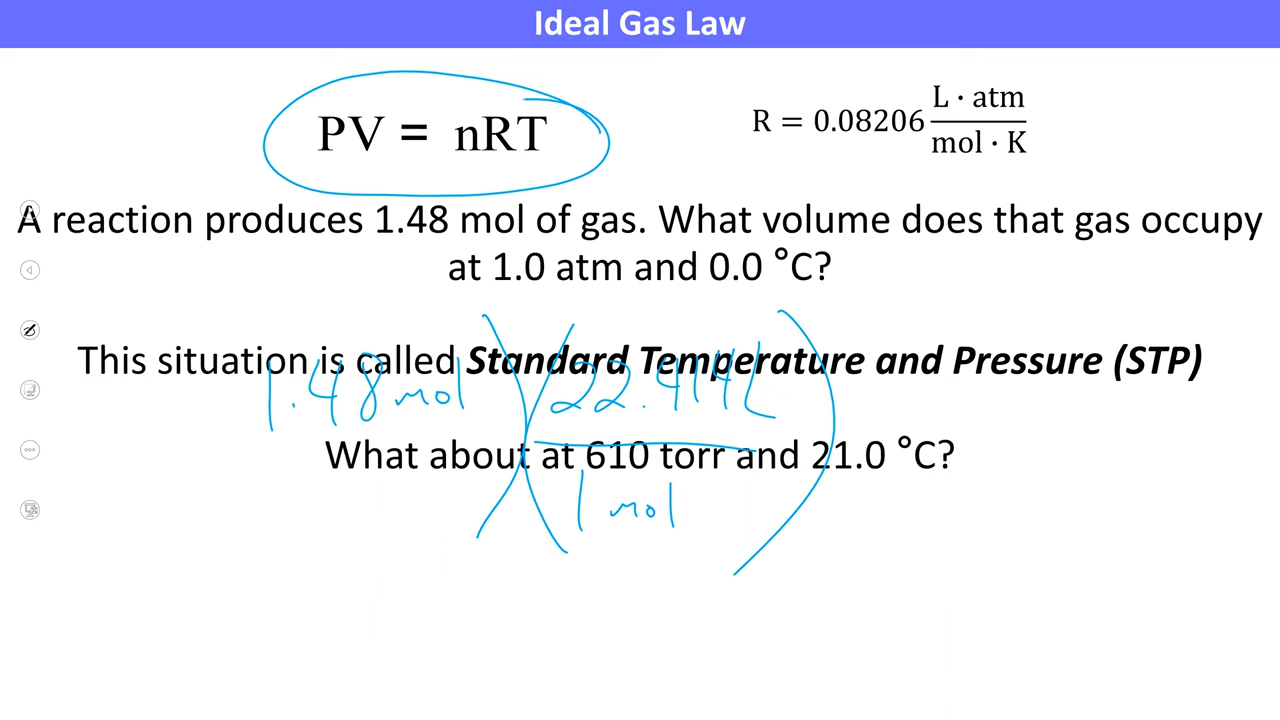 Ideal Gas Law
PV = nRT
R = 0.08206 L · atm / mol · K
A reaction produces 1.48 mol of gas. What volume does that gas occupy
at 1.0 atm and 0.0 °C?
This situation is called Standard Temperature and Pressure (STP)
1.48 mol ) ( 22.414 L )
What about at 610 torr and 21.0 °C?
1 mol